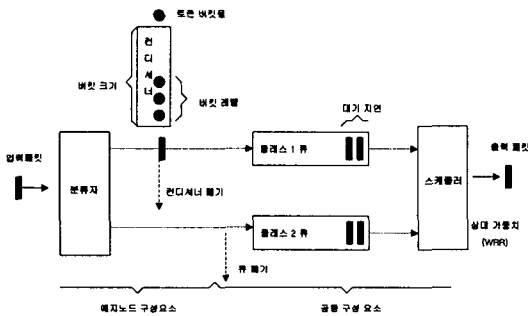 토큰 버킷율
컨
디
셔
너
버킷 크기
버킷 레벨
대기 지연
입력패킷
분류자
클래스 1 큐
스케쥴러
출력 패킷
컨디셔너 폐기
클래스 2 큐
상대 가중치
(WRR)
큐 폐기
에지노드 구성요소
공통 구성 요소